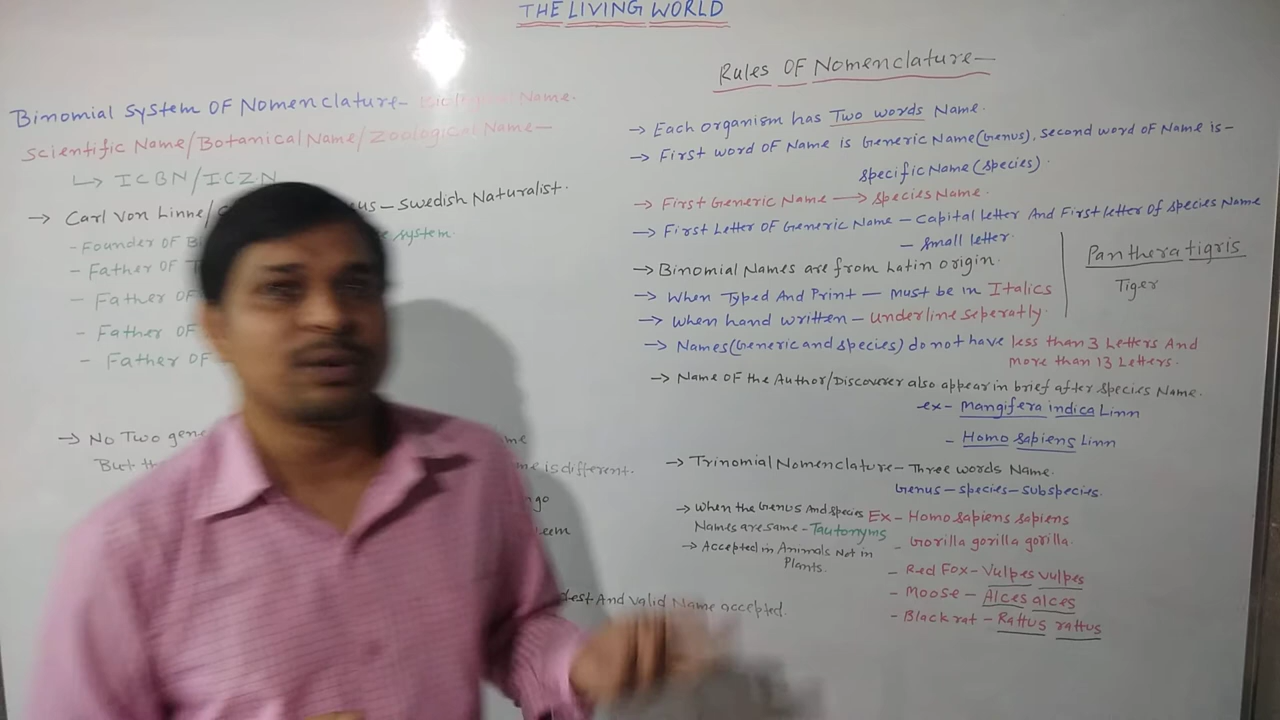 THE LIVING WORLD
Binomial System OF Nomenclature- Biological Name.
Scientific Name/Botanical Name/Zoological Name-
↳ ICBN/ICZN
→ Carl Von Linne/ - Swedish Naturalist.
- Founder OF system.
- Father OF
- Father OF
- Father OF
- Father OF
→ No Two
But
is different.
And Valid Name accepted.
Rules OF Nomenclature-
→ Each organism has Two words Name.
→ First word OF Name is Generic Name(Genus), second word OF Name is-
specific Name(species).
→ First Generic Name → species Name.
→ First Letter OF Generic Name - Capital letter And First letter Of species Name
- small letter.
→ Binomial Names are from Latin origin.
→ When Typed And Print - must be in Italics
→ When hand written - underline seperatly.
Panthera tigris
Tiger
→ Names(Generic and species) do not have less than 3 Letters And
more than 13 Letters.
→ Name OF the Author/Discoverer also appear in brief after species Name.
ex- Mangifera indica Linn
- Homo sapiens Linn
→ Trinomial Nomenclature - Three words Name.
Genus - species - subspecies.
→ When the Genus And species
Names are same - Tautonyms
→ Accepted in Animals Not in
Plants.
Ex- Homo sapiens sapiens
- Gorilla gorilla gorilla.
- Red Fox - Vulpes vulpes
- Moose - Alces alces
- Black rat - Rattus rattus